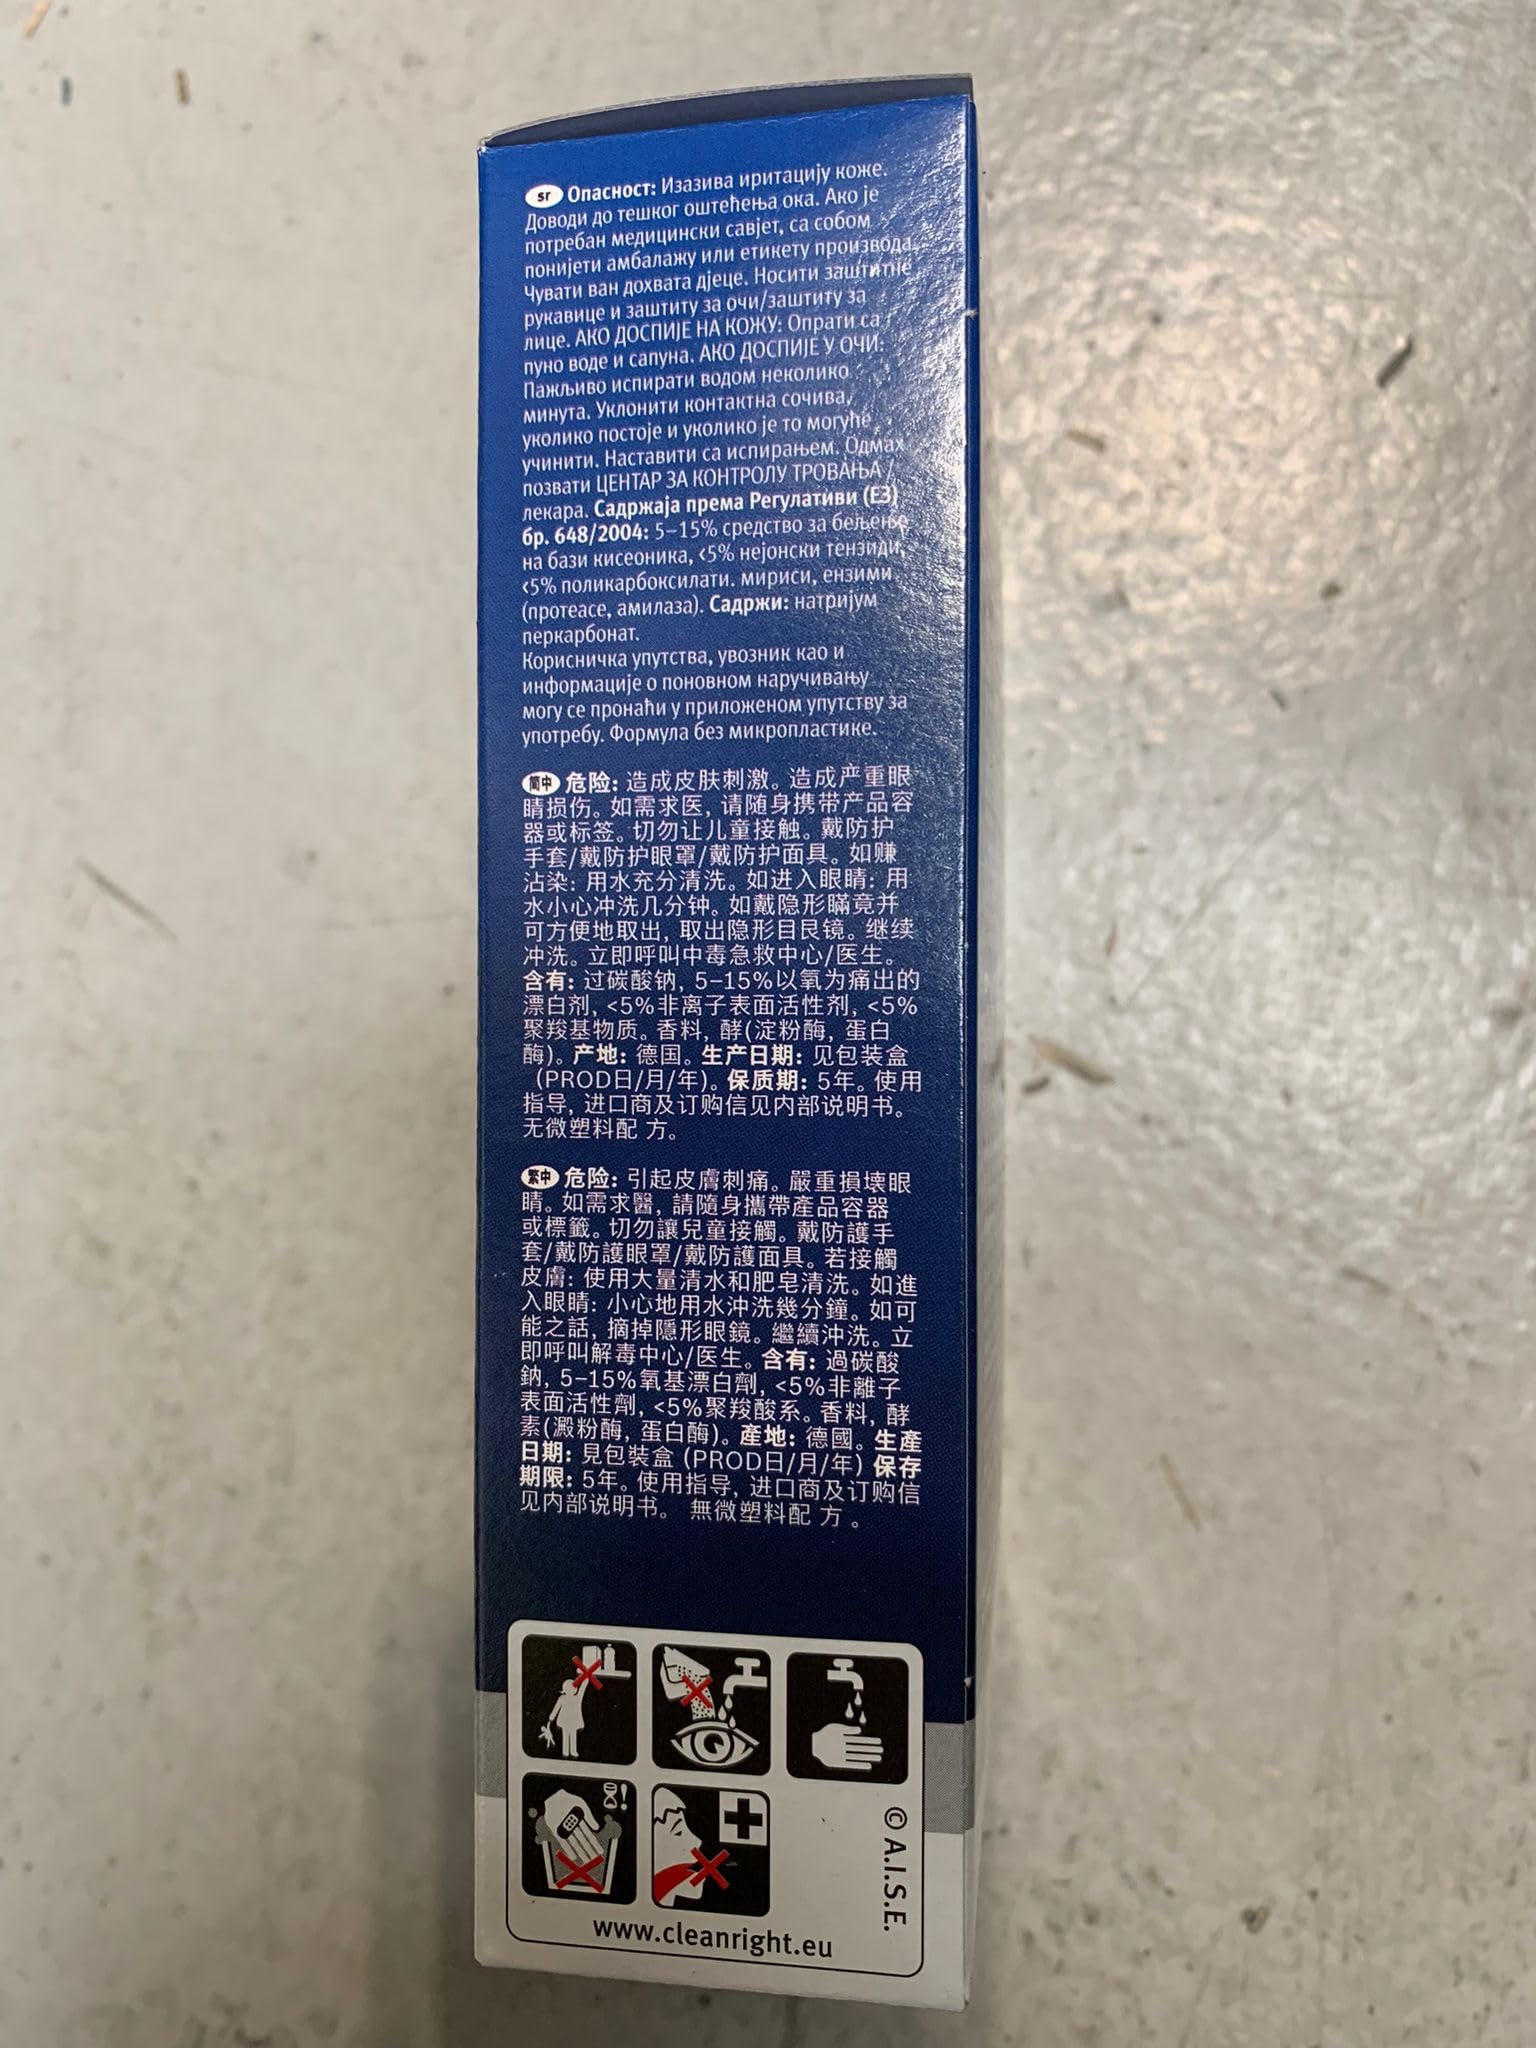 sr Опасност: Изазива иритацију коже.
Доводи до тешког оштећења ока. Ако је
потребан медицински савјет, са собом
понијети амбалажу или етикету производа.
Чувати ван дохвата дјеце. Носити заштитне
рукавице и заштиту за очи/заштиту за
лице. АКО ДОСПИЈЕ НА КОЖУ: Опрати са
пуно воде и сапуна. АКО ДОСПИЈЕ У ОЧИ:
Пажљиво испирати водом неколико
минута. Уклонити контактна сочива,
уколико постоје и уколико је то могуће
учинити. Наставити са испирањем. Одмах
позвати ЦЕНТАР ЗА КОНТРОЛУ ТРОВАЊА /
лекара. Садржаја према Регулативи (ЕЗ)
бр. 648/2004: 5–15% средство за бељење
на бази кисеоника, <5% нејонски тензиди,
<5% поликарбоксилати. мириси, ензими
(протеасе, амилаза). Садржи: натријум
перкарбонат.
Корисничка упутства, увозник као и
информације о поновном наручивању
могу се пронаћи у приложеном упутству за
употребу. Формула без микропластике.
简中 危险: 造成皮肤刺激。造成严重眼
睛损伤。如需求医, 请随身携带产品容
器或标签。切勿让儿童接触。戴防护
手套/戴防护眼罩/戴防护面具。如赚
沾染: 用水充分清洗。如进入眼睛: 用
水小心冲洗几分钟。如戴隐形瞞竟并
可方便地取出, 取出隐形目艮镜。继续
冲洗。立即呼叫中毒急救中心/医生。
含有: 过碳酸钠, 5–15%以氧为痛出的
漂白剂, <5%非离子表面活性剂, <5%
聚羧基物质。香料, 酵(淀粉酶, 蛋白
酶)。产地: 德国。生产日期: 见包装盒
(PROD日/月/年)。保质期: 5年。使用
指导, 进口商及订购信见内部说明书。
无微塑料配 方。
繁中 危险: 引起皮膚刺痛。嚴重損壊眼
睛。如需求醫, 請隨身攜帶產品容器
或標籤。切勿讓兒童接觸。戴防護手
套/戴防護眼罩/戴防護面具。若接觸
皮膚: 使用大量清水和肥皂清洗。如進
入眼睛: 小心地用水沖洗幾分鐘。如可
能之話, 摘掉隱形眼鏡。繼續沖洗。立
即呼叫解毒中心/医生。含有: 過碳酸
鈉, 5–15%氧基漂白劑, <5%非離子
表面活性劑, <5%聚羧酸系。香料, 酵
素(澱粉酶, 蛋白酶)。產地: 德國。生產
日期: 見包裝盒 (PROD日/月/年) 保存
期限: 5年。使用指导, 进口商及订购信
见内部说明书。 無微塑料配 方 。
© A.I.S.E.
www.cleanright.eu